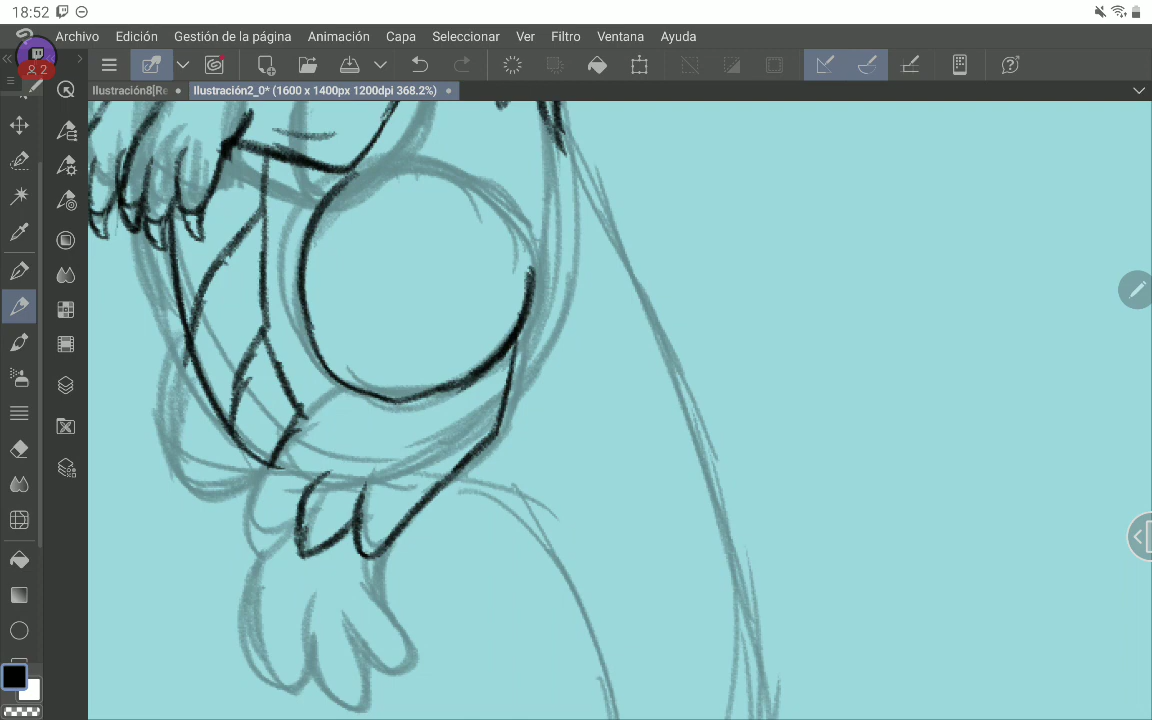 18:52
Archivo Edición Gestión de la página Animación Capa Seleccionar Ver Filtro Ventana Ayuda
2
Ilustración8[Re
Ilustración2_0* (1600 x 1400px 1200dpi 368.2%)